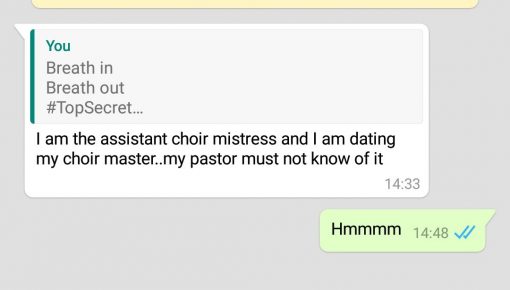 You
Breath in
Breath out
#TopSecret...
I am the assistant choir mistress and I am dating
my choir master..my pastor must not know of it
14:33
Hmmmm 14:48